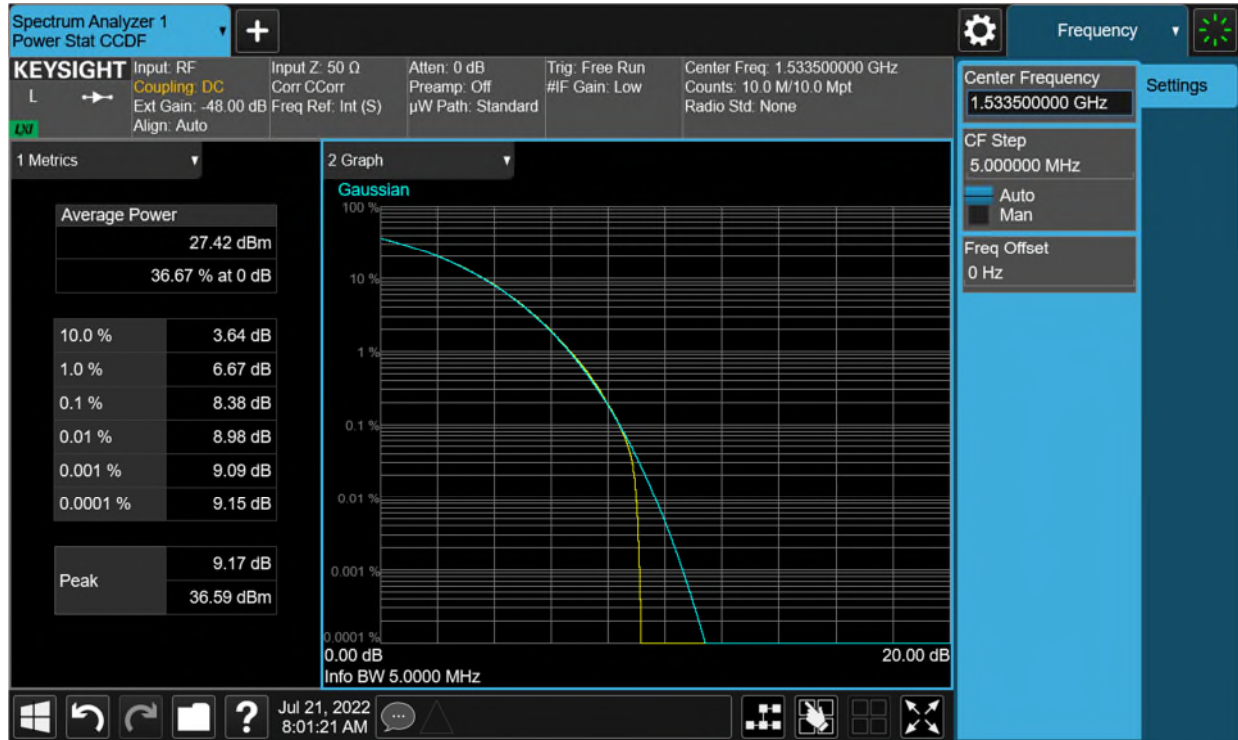 Spectrum Analyzer 1
Power Stat CCDF
+
Frequency
KEYSIGHT
L
LXI
Input: RF
Coupling: DC
Ext Gain: -48.00 dB
Align: Auto
Input Z: 50 Ω
Corr CCorr
Freq Ref: Int (S)
Atten: 0 dB
Preamp: Off
µW Path: Standard
Trig: Free Run
#IF Gain: Low
Center Freq: 1.533500000 GHz
Counts: 10.0 M/10.0 Mpt
Radio Std: None
Center Frequency
1.533500000 GHz
Settings
CF Step
5.000000 MHz
Auto
Man
Freq Offset
0 Hz
1 Metrics
Average Power
27.42 dBm
36.67 % at 0 dB
10.0 % 3.64 dB
1.0 % 6.67 dB
0.1 % 8.38 dB
0.01 % 8.98 dB
0.001 % 9.09 dB
0.0001 % 9.15 dB
Peak
9.17 dB
36.59 dBm
2 Graph
Gaussian
100 %
10 %
1 %
0.1 %
0.01 %
0.001 %
0.0001 %
0.00 dB 20.00 dB
Info BW 5.0000 MHz
?
Jul 21, 2022
8:01:21 AM